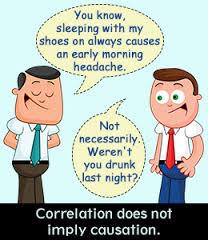 You know,
sleeping with my
shoes on always causes
an early morning
headache.
Not
necessarily.
Weren't
you drunk
last night?
Correlation does not
imply causation.